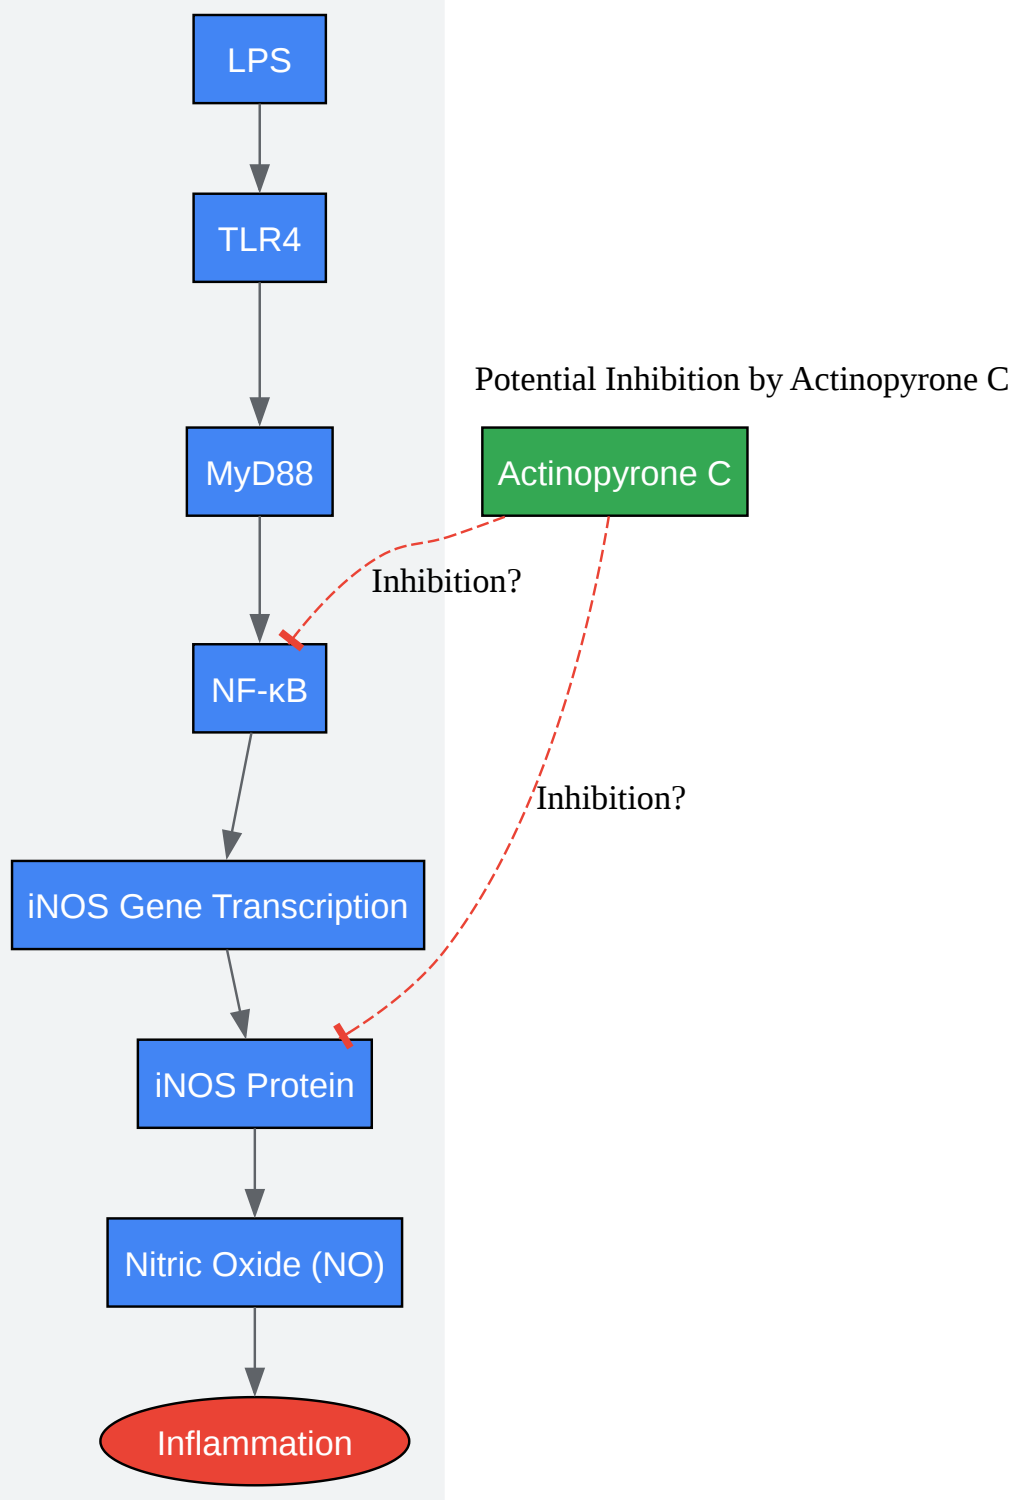 LPS
TLR4
Potential Inhibition by Actinopyrone C
MyD88
Actinopyrone C
Inhibition?
NF-κB
Inhibition?
iNOS Gene Transcription
iNOS Protein
Nitric Oxide (NO)
Inflammation